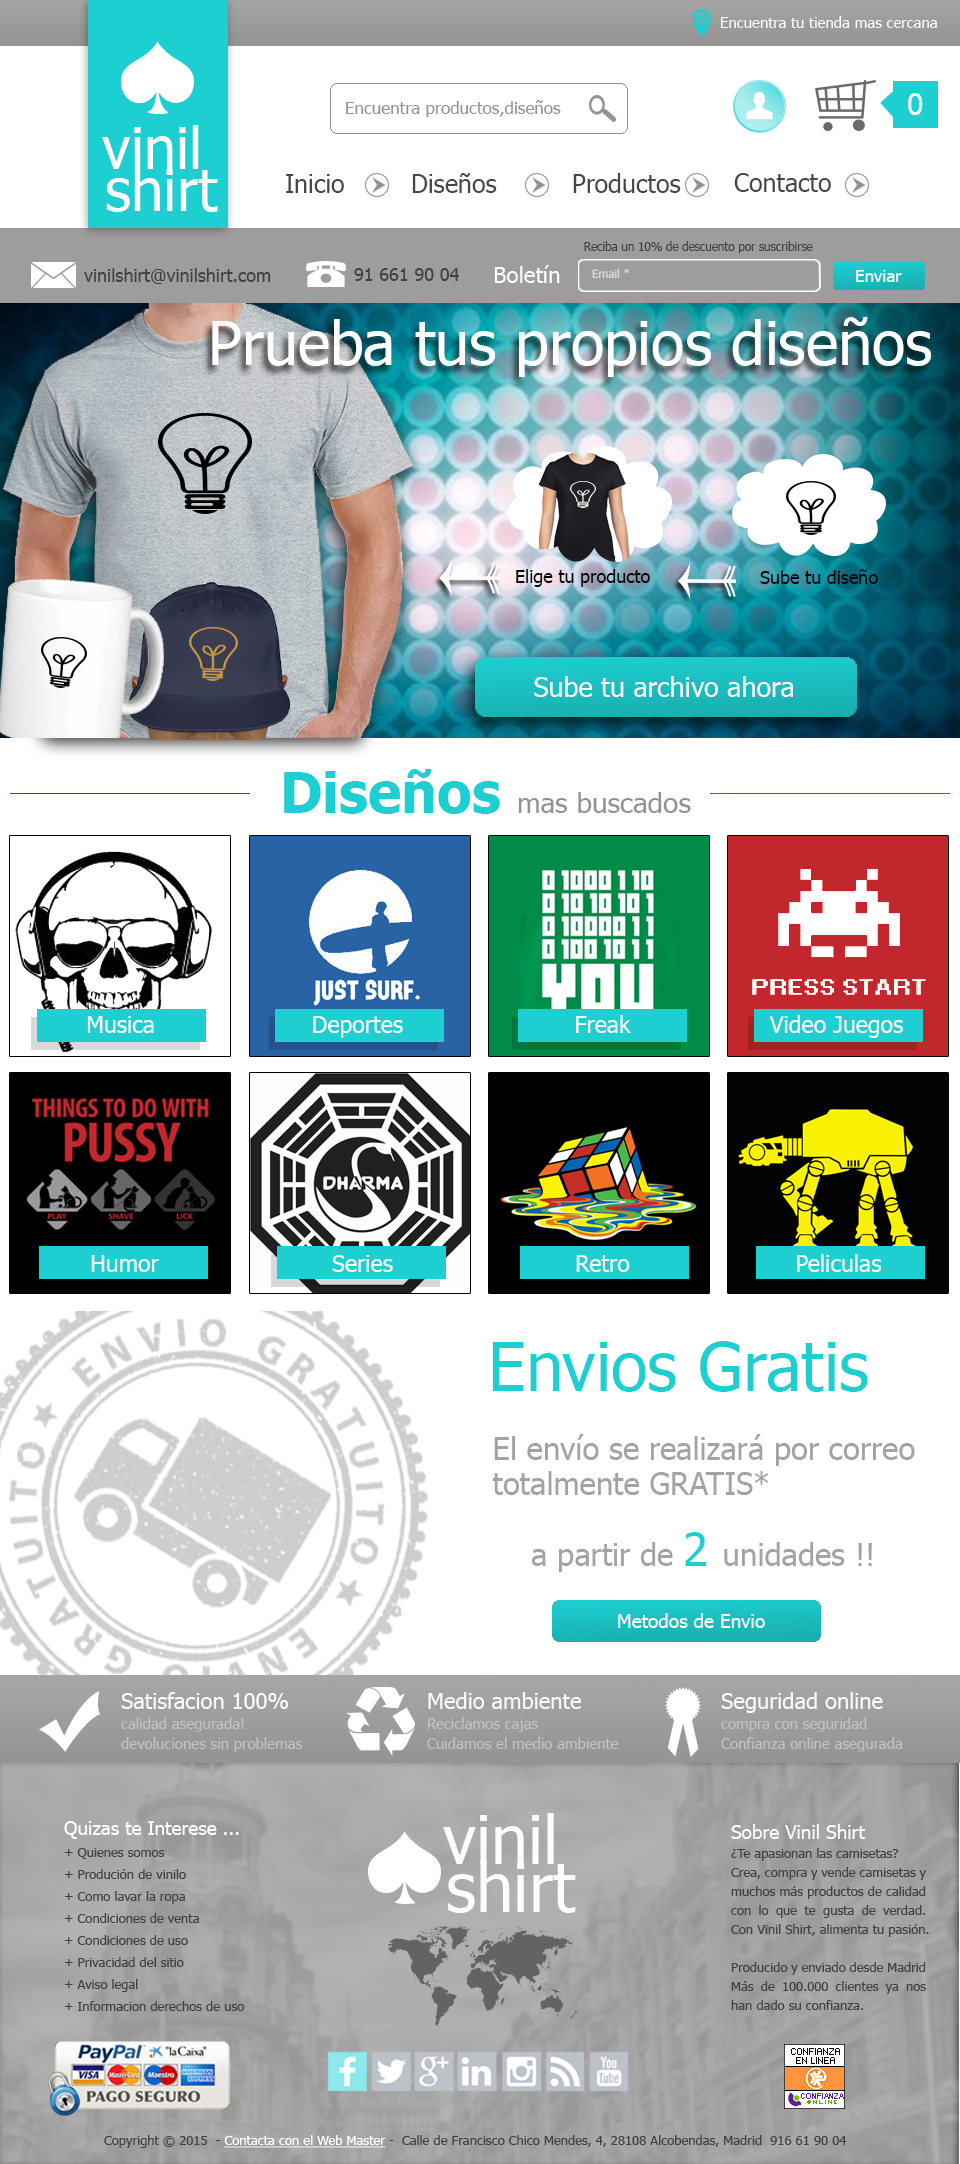 Encuentra tu tienda mas cercana
vinil
shirt
Encuentra productos,diseños
0
Inicio
Diseños
Productos
Contacto
vinilshirt@vinilshirt.com
91 661 90 04
Boletín
Reciba un 10% de descuento por suscribirse
Email *
Enviar
Prueba tus propios diseños
Elige tu producto
Sube tu diseño
Sube tu archivo ahora
Diseños mas buscados
JUST SURF.
0 1000 1 10
010 10 10 1
0 10000 1 1
0 100 10 1 1
YOU
PRESS START
Musica
Deportes
Freak
Video Juegos
THINGS TO DO WITH
PUSSY
PLAY
SHAVE
LICK
DHARMA
Humor
Series
Retro
Peliculas
ENVIO GRATUITO
ENVIO GRATUITO
Envios Gratis
El envío se realizará por correo
totalmente GRATIS*
a partir de 2 unidades !!
Metodos de Envio
Satisfacion 100%
calidad asegurada!
devoluciones sin problemas
Medio ambiente
Reciclamos cajas
Cuidamos el medio ambiente
Seguridad online
compra con seguridad
Confianza online asegurada
Quizas te Interese ...
+ Quienes somos
+ Produción de vinilo
+ Como lavar la ropa
+ Condiciones de venta
+ Condiciones de uso
+ Privacidad del sitio
+ Aviso legal
+ Informacion derechos de uso
vinil
shirt
Sobre Vinil Shirt
¿Te apasionan las camisetas?
Crea, compra y vende camisetas y
muchos más productos de calidad
con lo que te gusta de verdad.
Con Vinil Shirt, alimenta tu pasión.
Producido y enviado desde Madrid
Más de 100.000 clientes ya nos
han dado su confianza.
PayPal "la Caixa"
VISA MasterCard Maestro AMERICAN EXPRESS
PAGO SEGURO
f
g+
in
You
Tube
CONFIANZA
EN LINEA
CONFIANZA
ONLINE
Copyright © 2015 - Contacta con el Web Master - Calle de Francisco Chico Mendes, 4, 28108 Alcobendas, Madrid 916 61 90 04